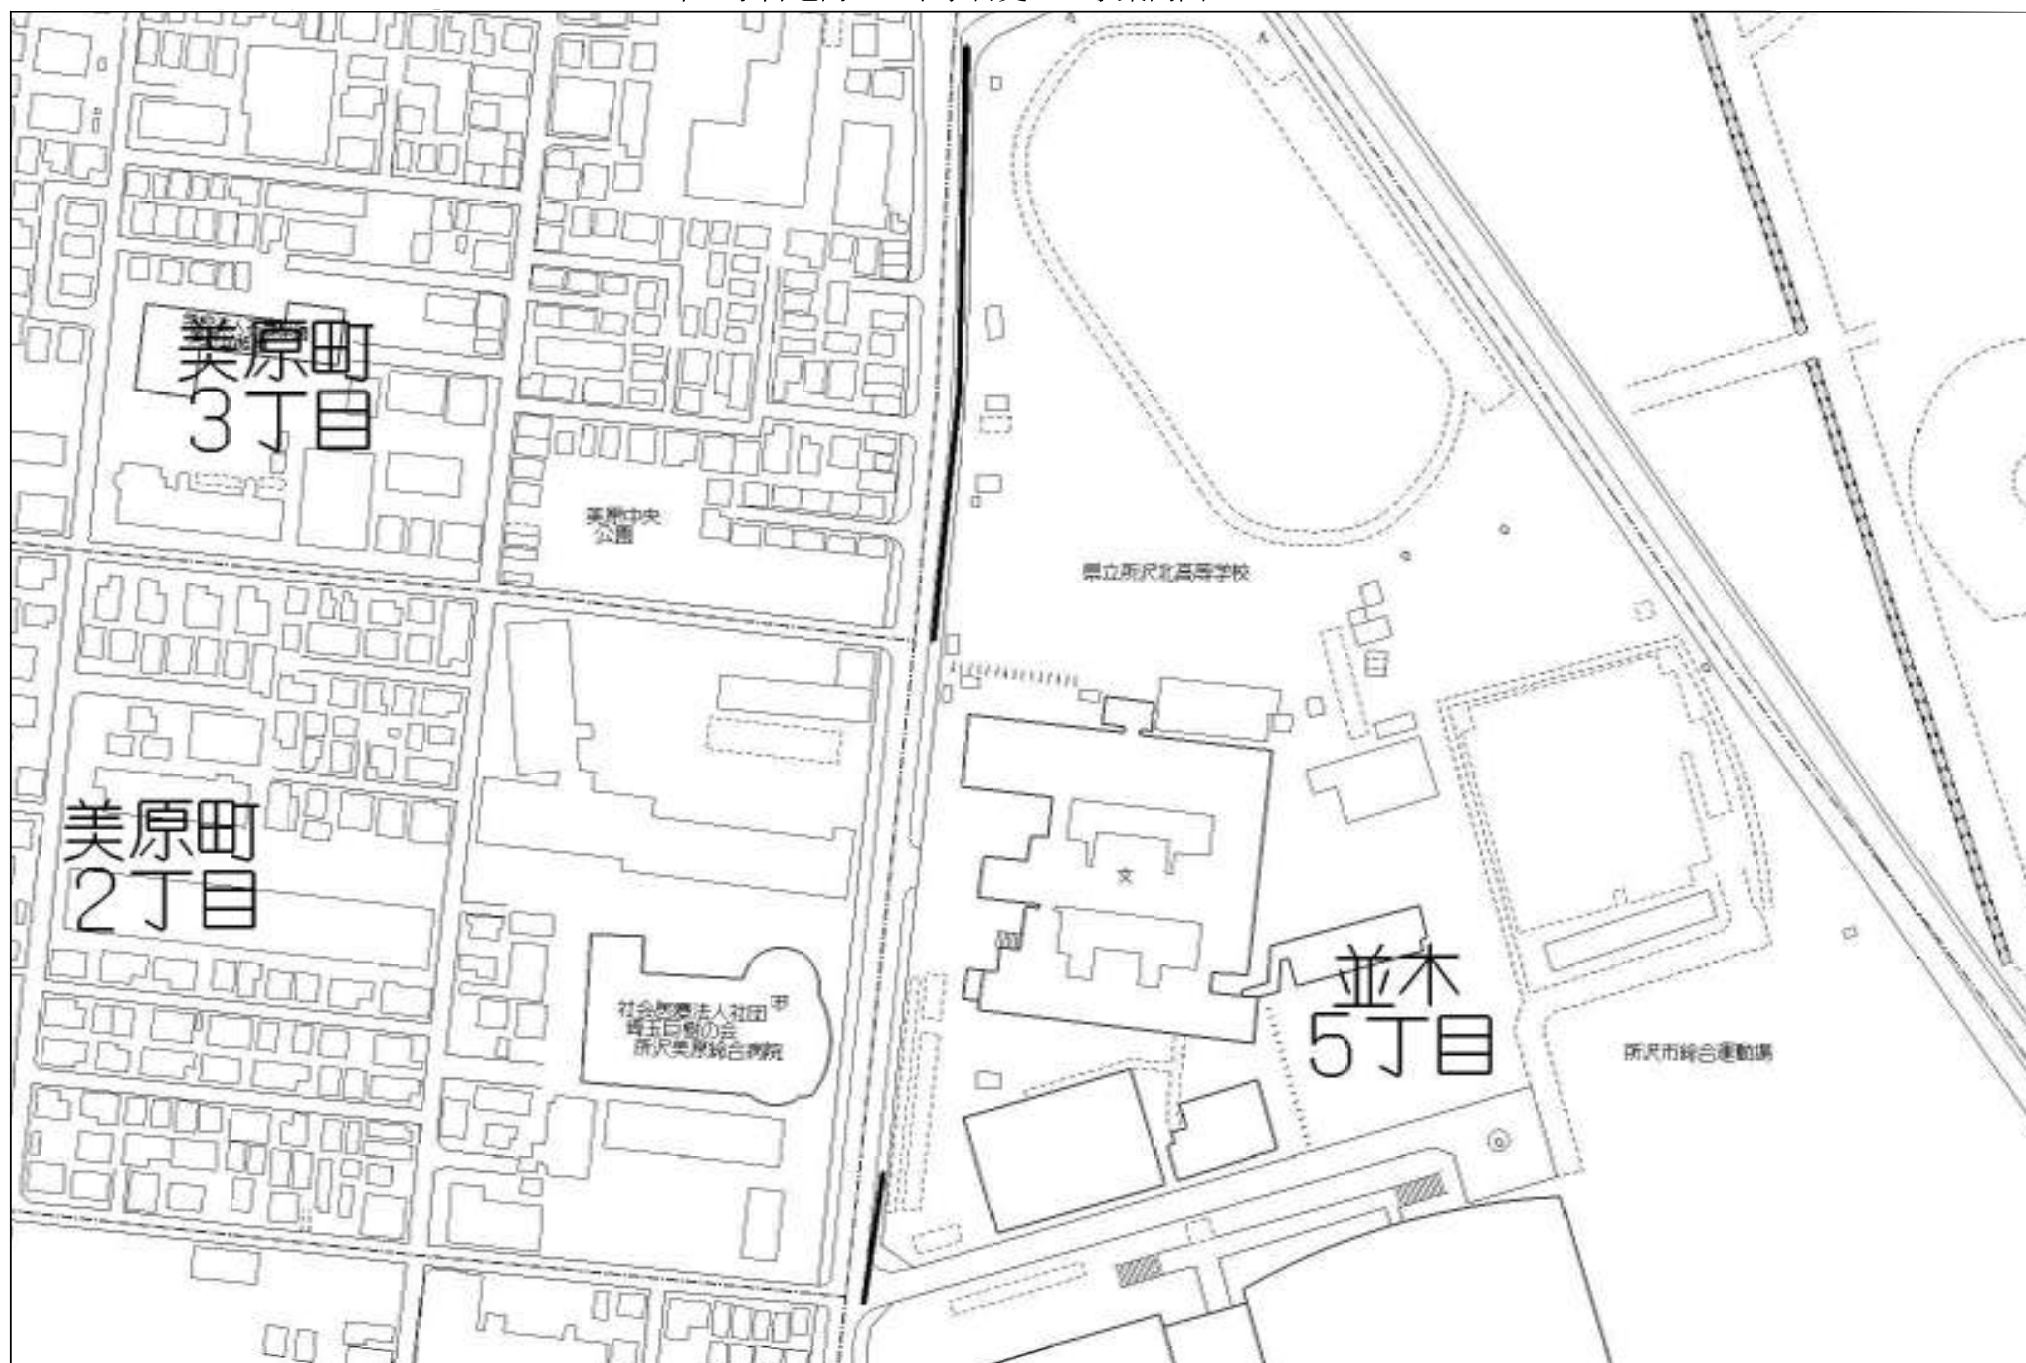 美原町
3丁目
美原中央
公園
県立所沢北高等学校
美原町
2丁目
文
社会医療法人社団
埼玉巨樹の会
所沢美原総合病院
並木
5丁目
所沢市総合運動場